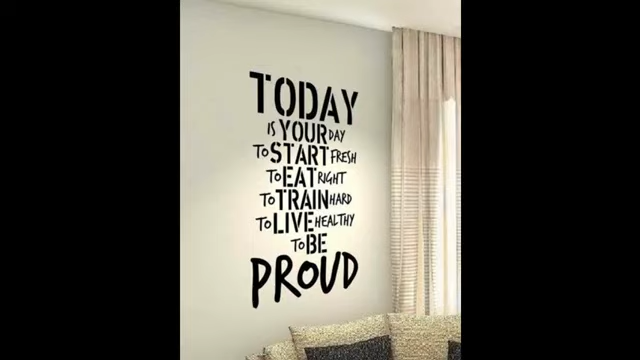 TODAY
IS YOUR DAY
TO START FRESH
TO EAT RIGHT
TO TRAIN HARD
TO LIVE HEALTHY
TO BE
PROUD